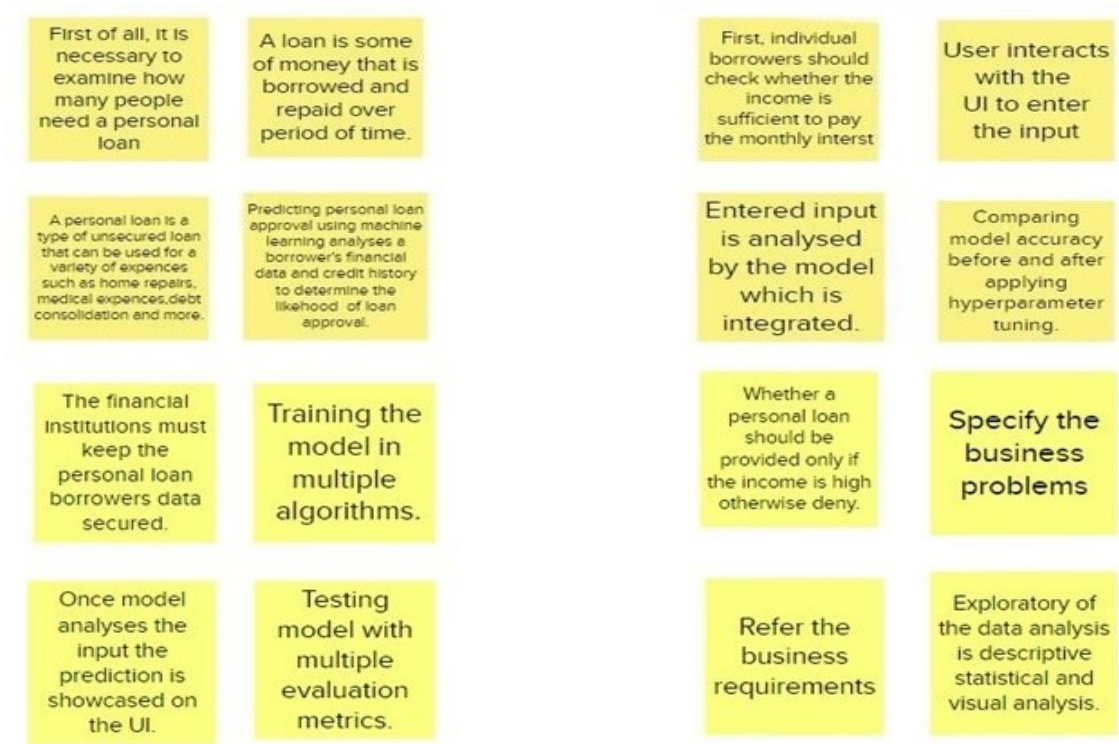 First of all, it is
necessary to
examine how
many people
need a personal
loan
A loan is some
of money that is
borrowed and
repaid over
period of time.
First, individual
borrowers should
check whether the
income is
sufficient to pay
the monthly interst
User interacts
with the
UI to enter
the input
A personal loan is a
type of unsecured loan
that can be used for a
variety of expences
such as home repairs,
medical expences,debt
consolidation and more.
Predicting personal loan
approval using machine
learning analyses a
borrower's financial
data and credit history
to determine the
likehood of loan
approval.
Entered input
is analysed
by the model
which is
integrated.
Comparing
model accuracy
before and after
applying
hyperparameter
tuning.
The financial
institutions must
keep the
personal loan
borrowers data
secured.
Training the
model in
multiple
algorithms.
Whether a
personal loan
should be
provided only if
the income is high
otherwise deny.
Specify the
business
problems
Once model
analyses the
input the
prediction is
showcased on
the UI.
Testing
model with
multiple
evaluation
metrics.
Refer the
business
requirements
Exploratory of
the data analysis
is descriptive
statistical and
visual analysis.